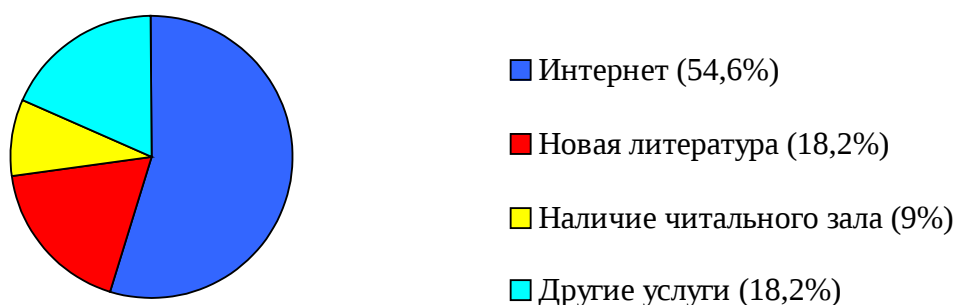 Интернет (54,6%)
Новая литература (18,2%)
Наличие читального зала (9%)
Другие услуги (18,2%)